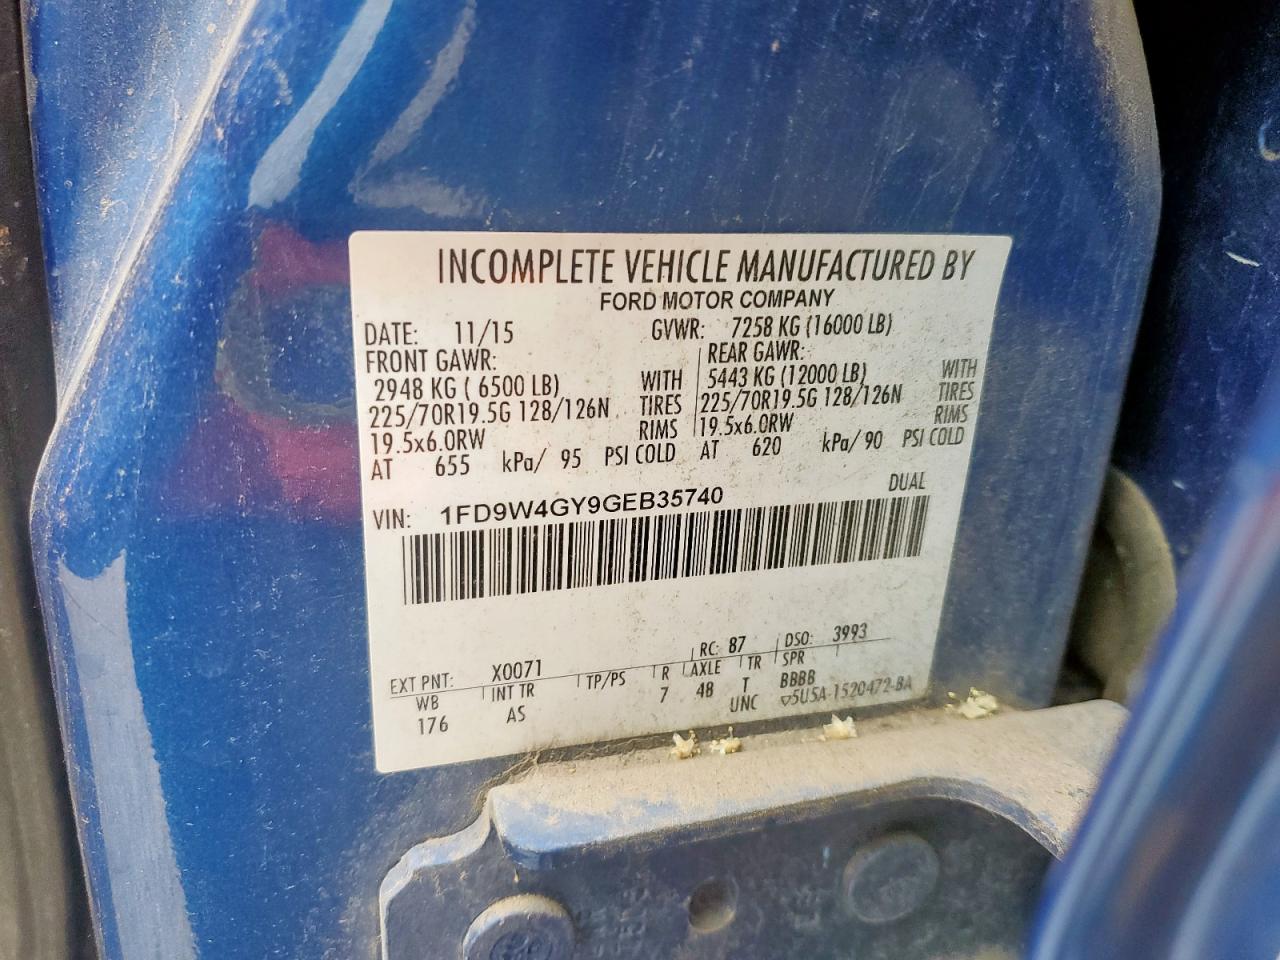 INCOMPLETE VEHICLE MANUFACTURED BY
FORD MOTOR COMPANY
DATE: 11/15 GVWR: 7258 KG (16000 LB)
FRONT GAWR: REAR GAWR:
2948 KG ( 6500 LB) WITH 5443 KG (12000 LB) WITH
225/70R19.5G 128/126N TIRES 225/70R19.5G 128/126N TIRES
19.5x6.0RW RIMS 19.5x6.0RW RIMS
AT 655 kPa/ 95 PSI COLD AT 620 kPa/ 90 PSI COLD
VIN: 1FD9W4GY9GEB35740 DUAL
EXT PNT: X0071 RC: 87 DSO: 3993
WB INT TR TP/PS R AXLE TR SPR
176 AS 7 48 T BBBB
UNC ▽5USA-1520472-BA